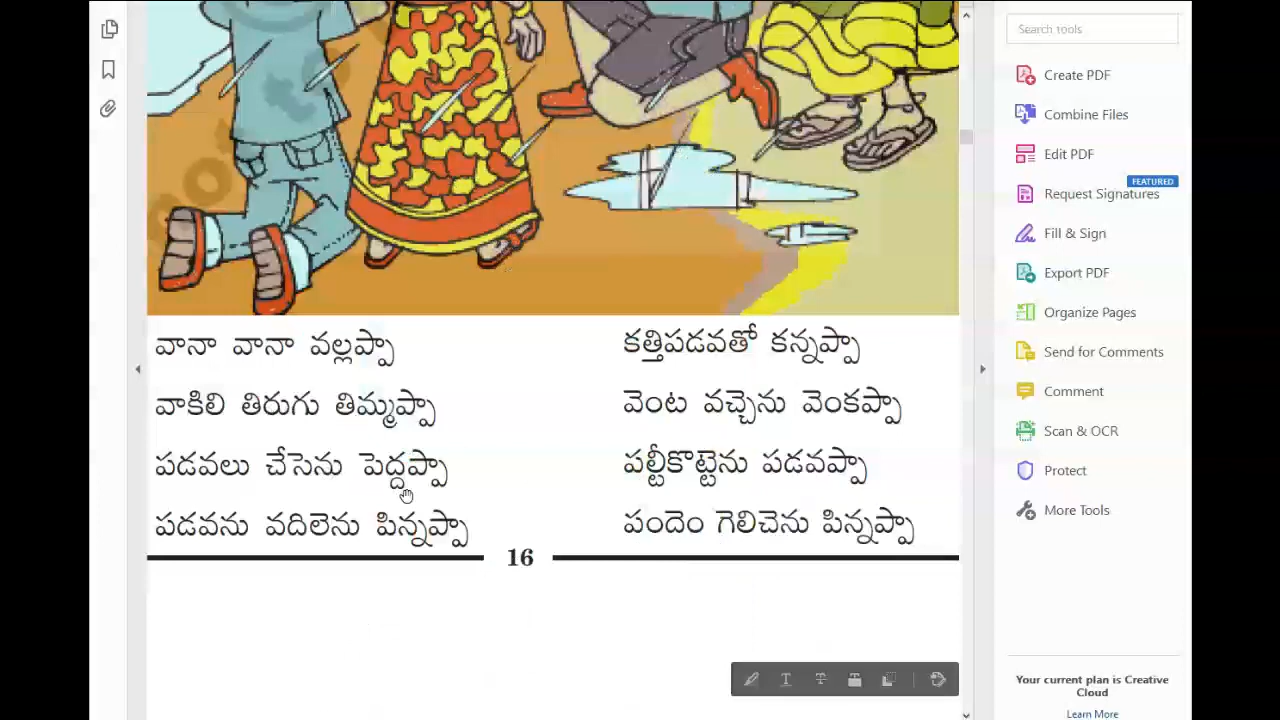 వానా వానా వల్లప్పా
వాకిలి తిరుగు తిమ్మప్పా
పడవలు చేసెను పెద్దప్పా
పడవను వదిలెను పిన్నప్పా
కత్తిపడవతో కన్నప్పా
వెంట వచ్చెను వెంకప్పా
పల్టీకొట్టెను పడవప్పా
పందెం గెలిచెను పిన్నప్పా
16
Search tools
Create PDF
Combine Files
Edit PDF
FEATURED
Request Signatures
Fill & Sign
Export PDF
Organize Pages
Send for Comments
Comment
Scan & OCR
Protect
More Tools
Your current plan is Creative
Cloud
Learn More